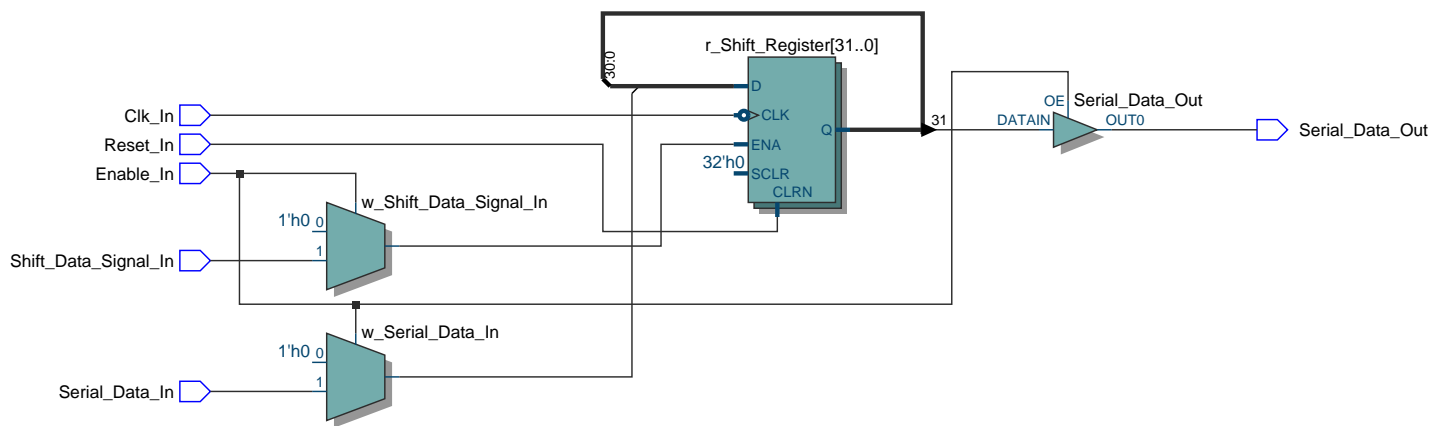 r_Shift_Register[31..0]
30:0
D
Clk_In
CLK
Q
31
DATAIN
OE
Serial_Data_Out
OUT0
Serial_Data_Out
Reset_In
ENA
Enable_In
32'h0
SCLR
CLRN
w_Shift_Data_Signal_In
1'h0
0
Shift_Data_Signal_In
1
w_Serial_Data_In
1'h0
0
Serial_Data_In
1